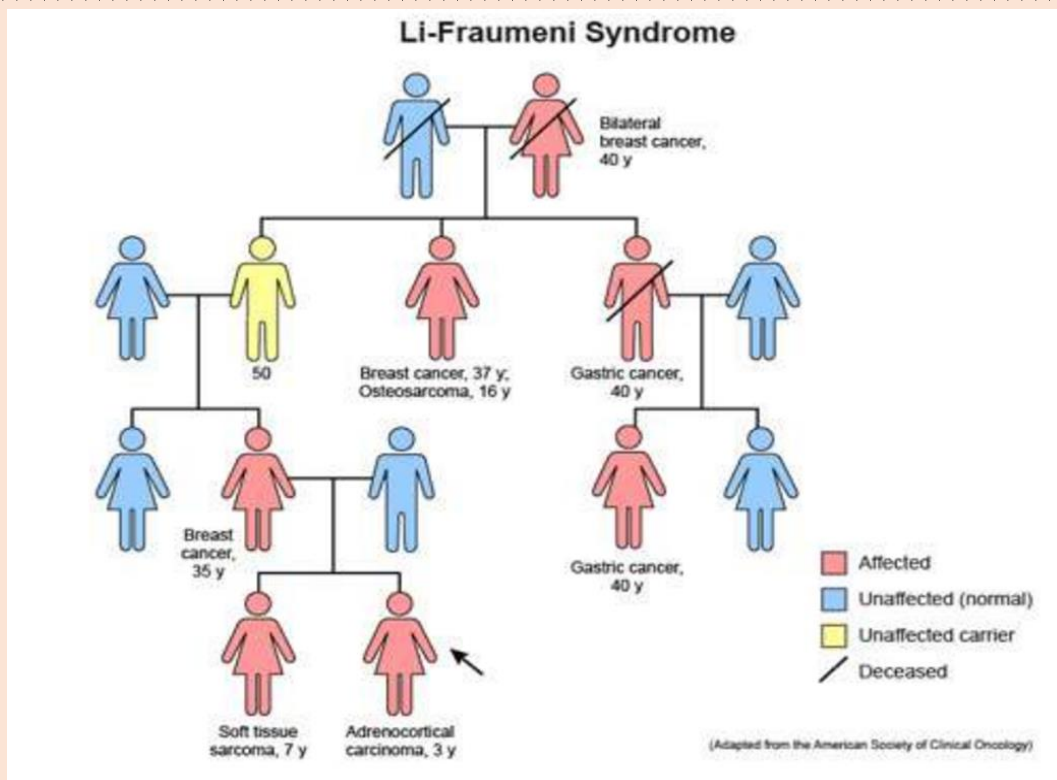 Li-Fraumeni Syndrome
Bilateral
breast cancer,
40 y
50
Breast cancer, 37 y;
Osteosarcoma, 16 y
Gastric cancer,
40 y
Breast
cancer,
35 y
Gastric cancer,
40 y
Soft tissue
sarcoma, 7 y
Adrenocortical
carcinoma, 3 y
Affected
Unaffected (normal)
Unaffected carrier
Deceased
(Adapted from the American Society of Clinical Oncology)